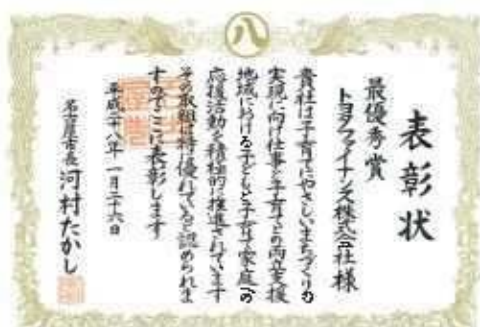 八
表彰状
最優秀賞
トヨタファイナンス株式会社様
貴社は子育てにやさしいまちづくりの
実現に向け仕事と子育てとの両立支援
地域における子どもと子育て家庭への
応援活動を積極的に推進されています
その取組は特に優れていると認められま
すのでここに表彰します
平成二十八年一月二十六日
名古屋市長 河村たかし